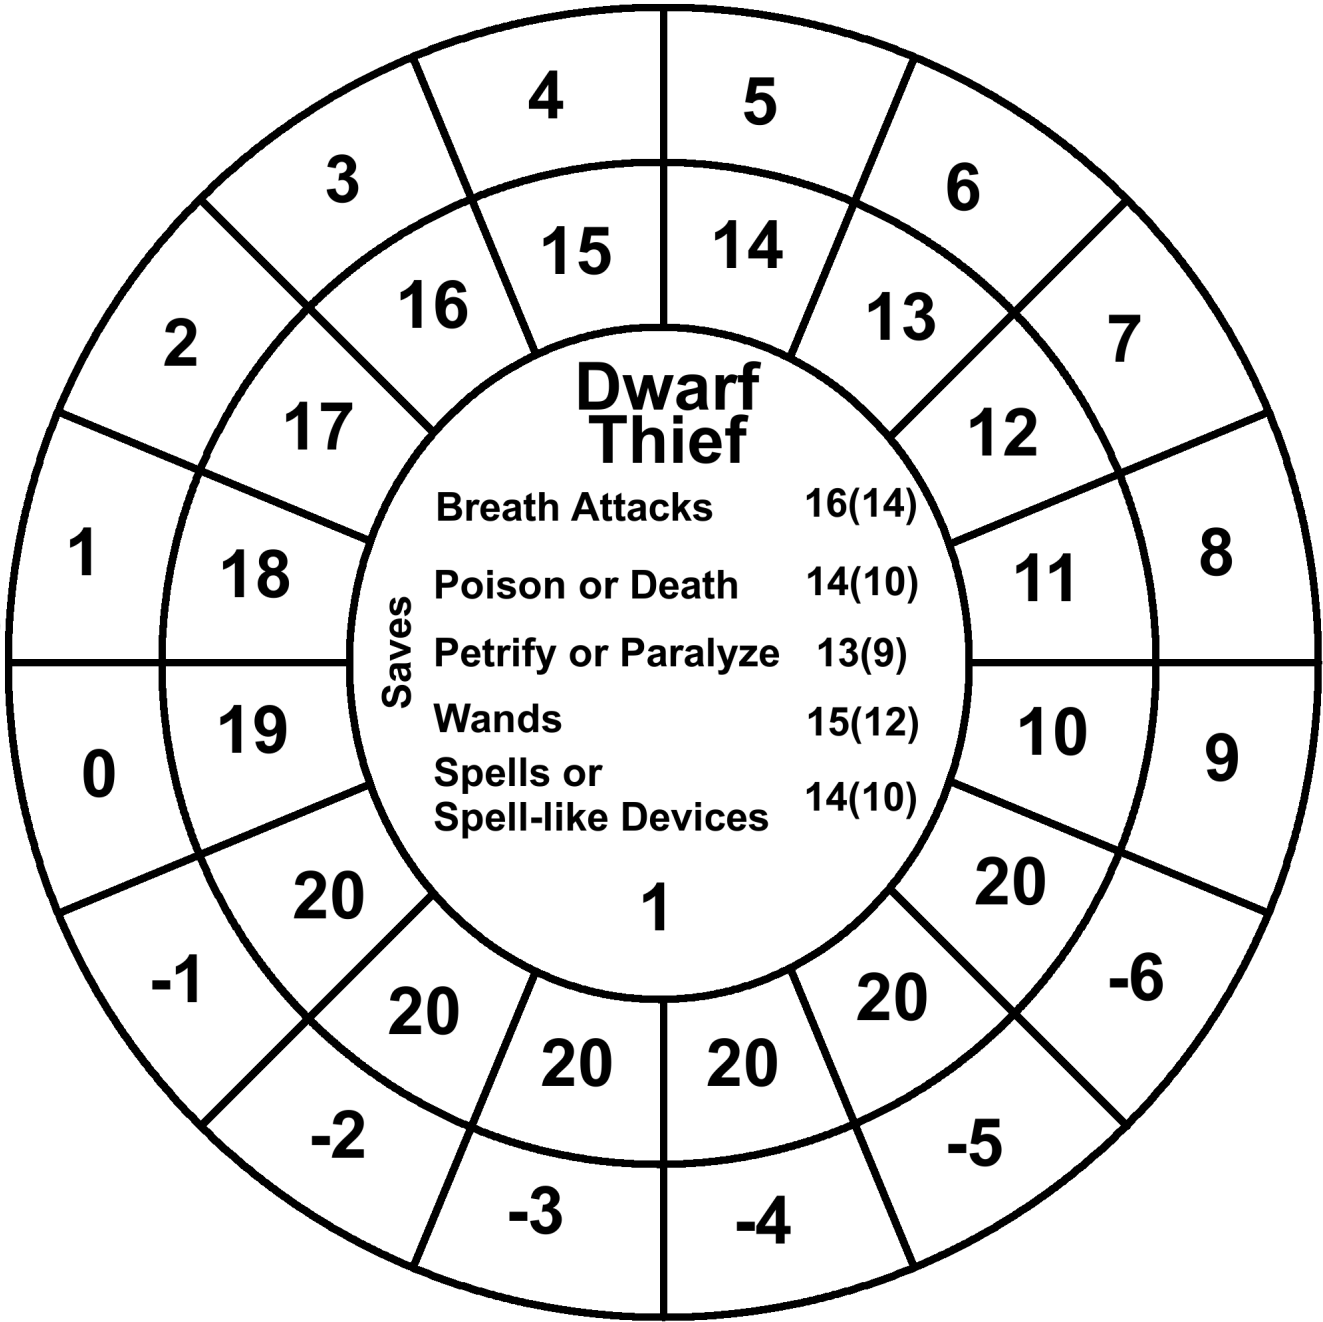 4 5
3 6
2 7
1 8
0 9
-1 -6
-2 -5
-3 -4
15 14
16 13
17 12
18 11
19 10
20 20
20 20
20 20
Dwarf
Thief
Saves
Breath Attacks 16(14)
Poison or Death 14(10)
Petrify or Paralyze 13(9)
Wands 15(12)
Spells or
Spell-like Devices 14(10)
1